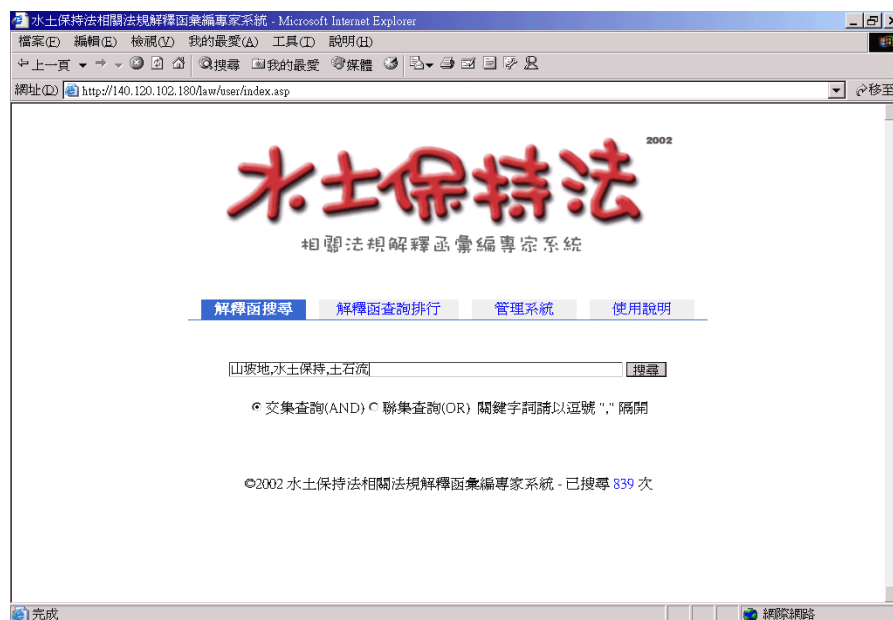 水土保持法相關法規解釋函彙編專家系統 - Microsoft Internet Explorer
檔案(F) 編輯(E) 檢視(V) 我的最愛(A) 工具(T) 說明(H)
上一頁 搜尋 我的最愛 媒體
網址(D) http://140.120.102.180/law/user/index.asp 移至
2002
水土保持法
相關法規解釋函彙編專家系統
解釋函搜尋 解釋函查詢排行 管理系統 使用說明
山坡地,水土保持,土石流 搜尋
交集查詢(AND) 聯集查詢(OR) 關鍵字詞請以逗號 "," 隔開
©2002 水土保持法相關法規解釋函彙編專家系統 - 已搜尋 839 次
完成 網際網路